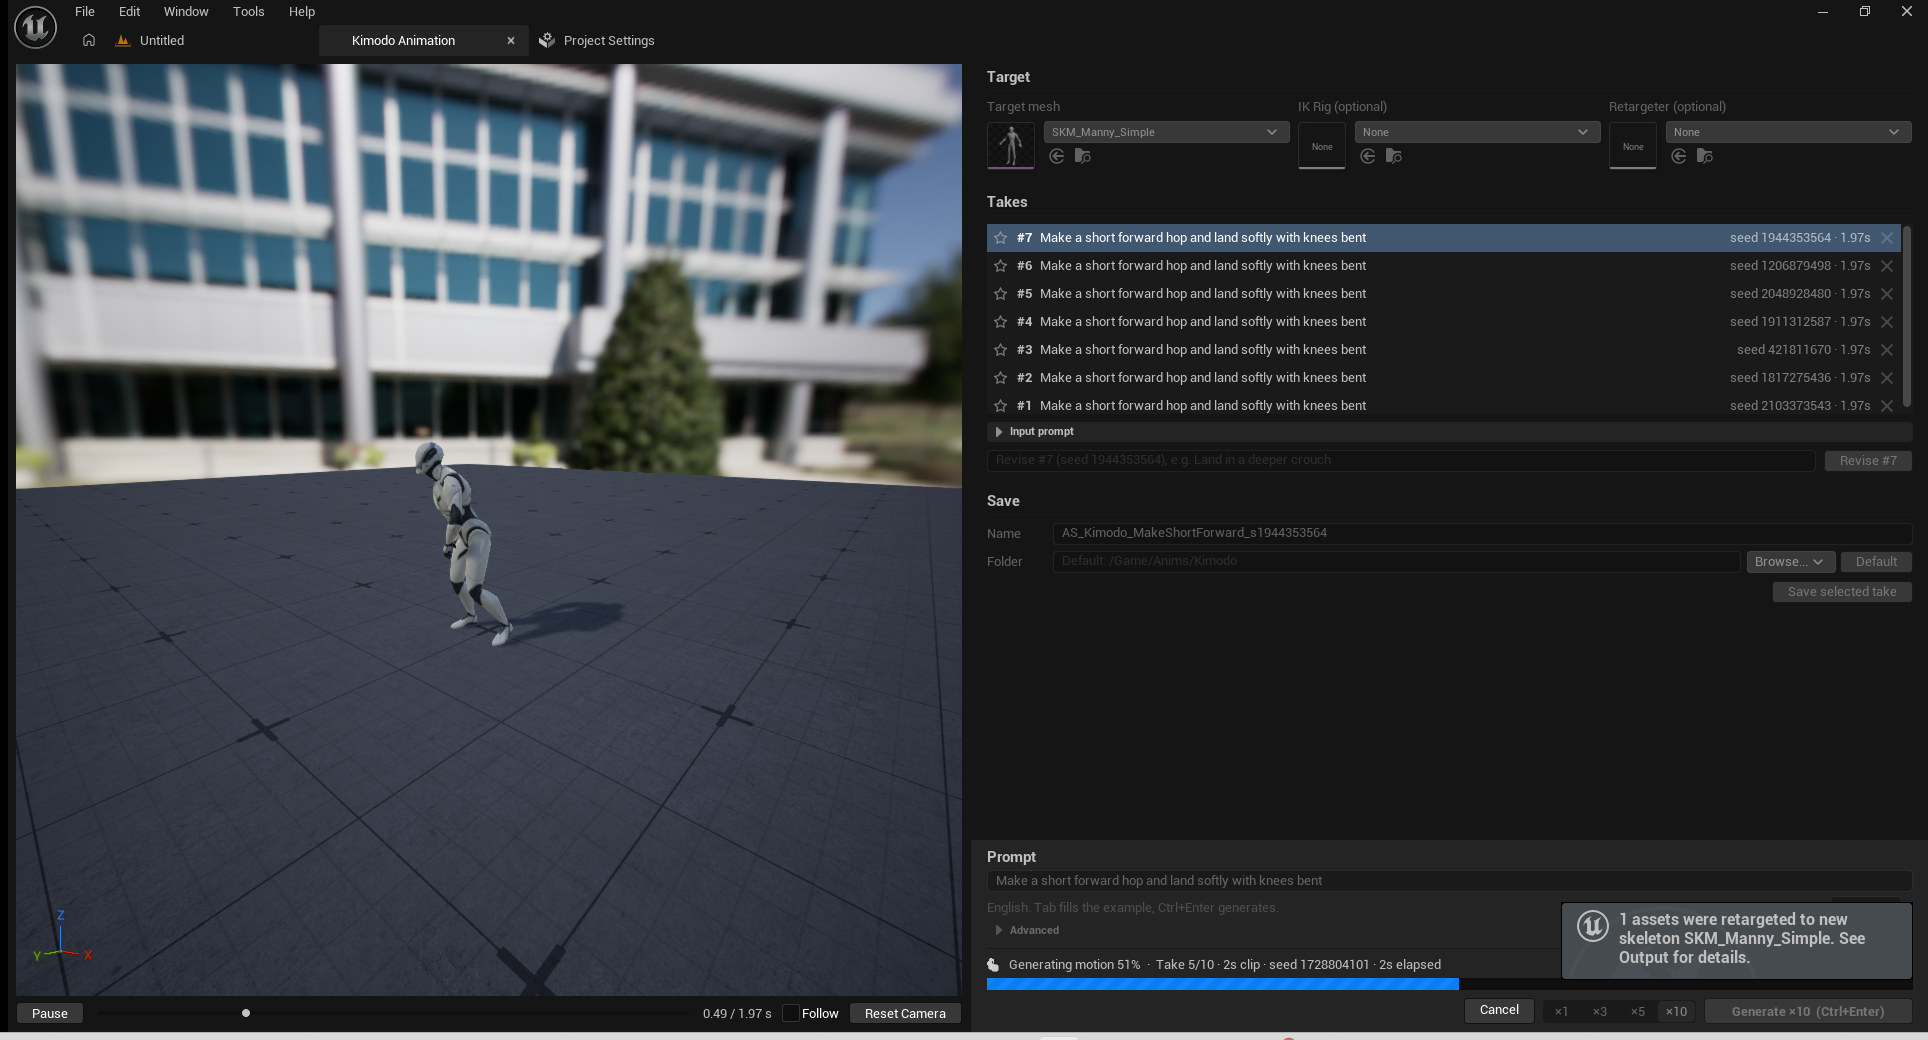 File Edit Window Tools Help
Untitled
Kimodo Animation
Project Settings
Target
Target mesh
IK Rig (optional)
Retargeter (optional)
SKM_Manny_Simple
None
None
None
None
Takes
#7 Make a short forward hop and land softly with knees bent seed 1944353564 · 1.97s
#6 Make a short forward hop and land softly with knees bent seed 1206879498 · 1.97s
#5 Make a short forward hop and land softly with knees bent seed 2048928480 · 1.97s
#4 Make a short forward hop and land softly with knees bent seed 1911312587 · 1.97s
#3 Make a short forward hop and land softly with knees bent seed 421811670 · 1.97s
#2 Make a short forward hop and land softly with knees bent seed 1817275436 · 1.97s
#1 Make a short forward hop and land softly with knees bent seed 2103373543 · 1.97s
Input prompt
Revise #7 (seed 1944353564), e.g. Land in a deeper crouch
Revise #7
Save
Name AS_Kimodo_MakeShortForward_s1944353564
Folder Default: /Game/Anims/Kimodo Browse... Default
Save selected take
Prompt
Make a short forward hop and land softly with knees bent
English. Tab fills the example, Ctrl+Enter generates.
Advanced
1 assets were retargeted to new
skeleton SKM_Manny_Simple. See
Output for details.
Generating motion 51% · Take 5/10 · 2s clip · seed 1728804101 · 2s elapsed
Cancel ×1 ×3 ×5 ×10 Generate ×10 (Ctrl+Enter)
Z
Y
X
Pause 0.49 / 1.97 s Follow Reset Camera